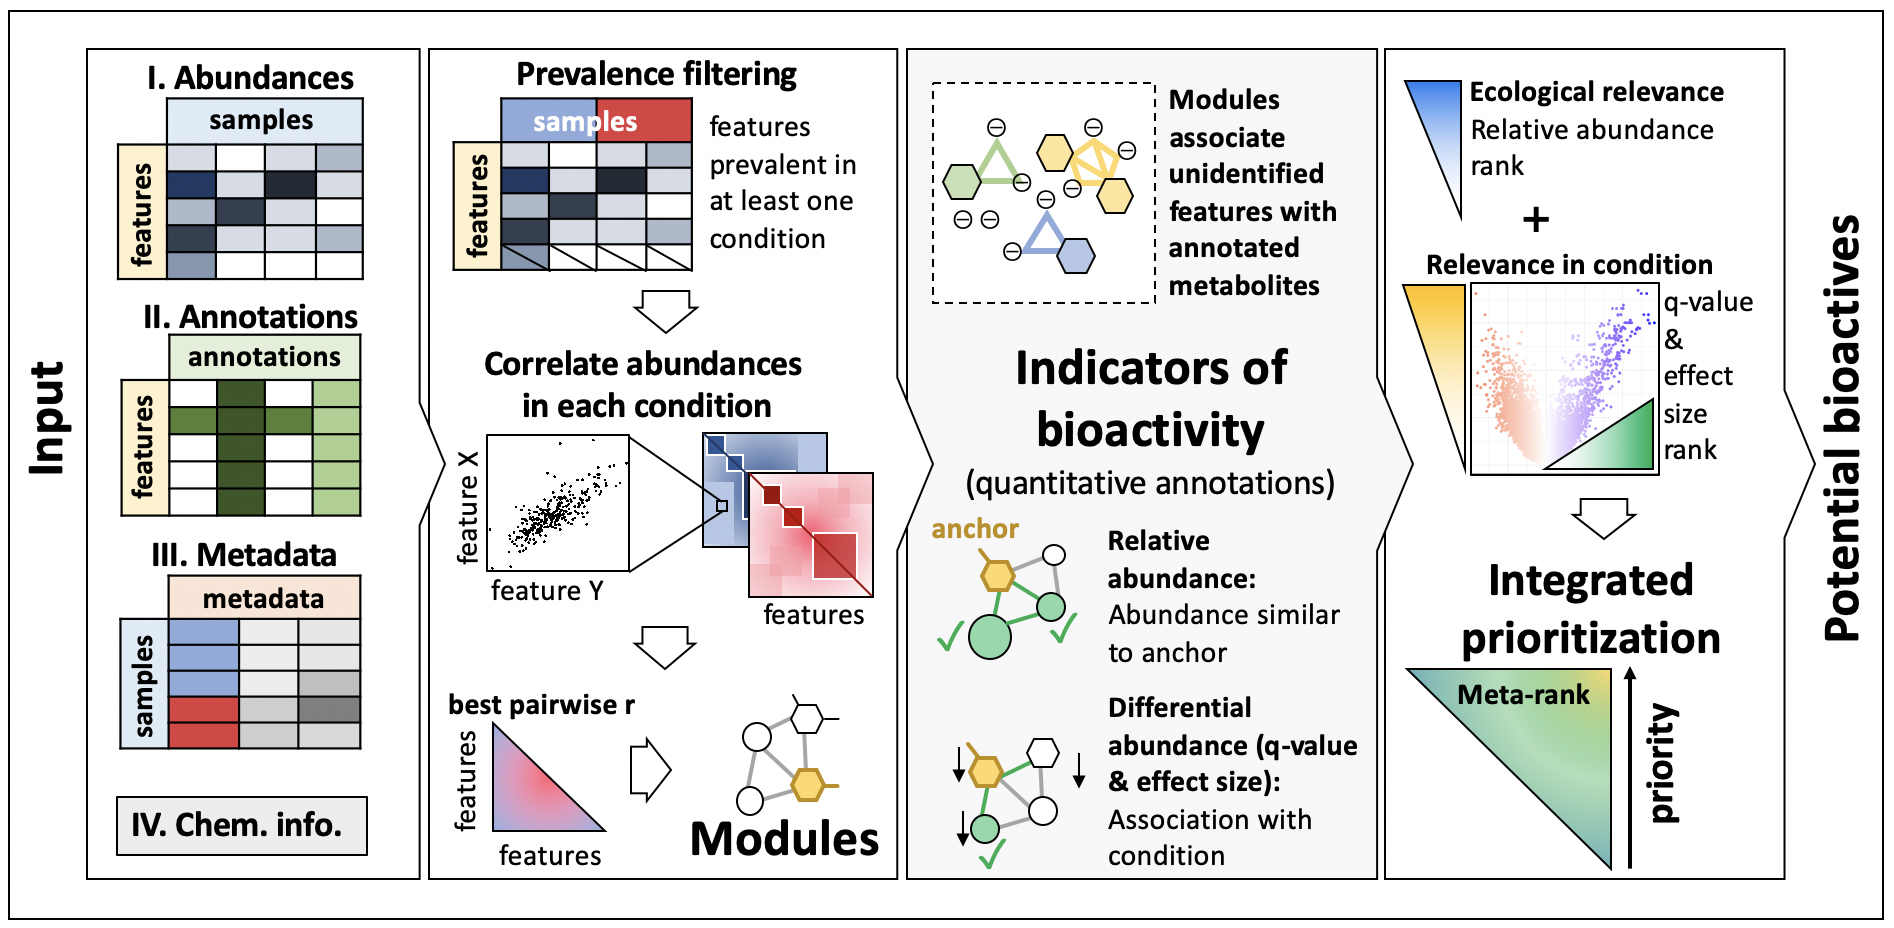 Input
I. Abundances
samples
features
II. Annotations
annotations
features
III. Metadata
metadata
samples
IV. Chem. info.
Prevalence filtering
samples
features
features
prevalent in
at least one
condition
Correlate abundances
in each condition
feature X
feature Y
features
best pairwise r
features
features
Modules
Modules
associate
unidentified
features with
annotated
metabolites
Indicators of
bioactivity
(quantitative annotations)
anchor
Relative
abundance:
Abundance similar
to anchor
Differential
abundance (q-value
& effect size):
Association with
condition
Ecological relevance
Relative abundance
rank
+
Relevance in condition
q-value
&
effect
size
rank
Integrated
prioritization
Meta-rank
priority
Potential bioactives